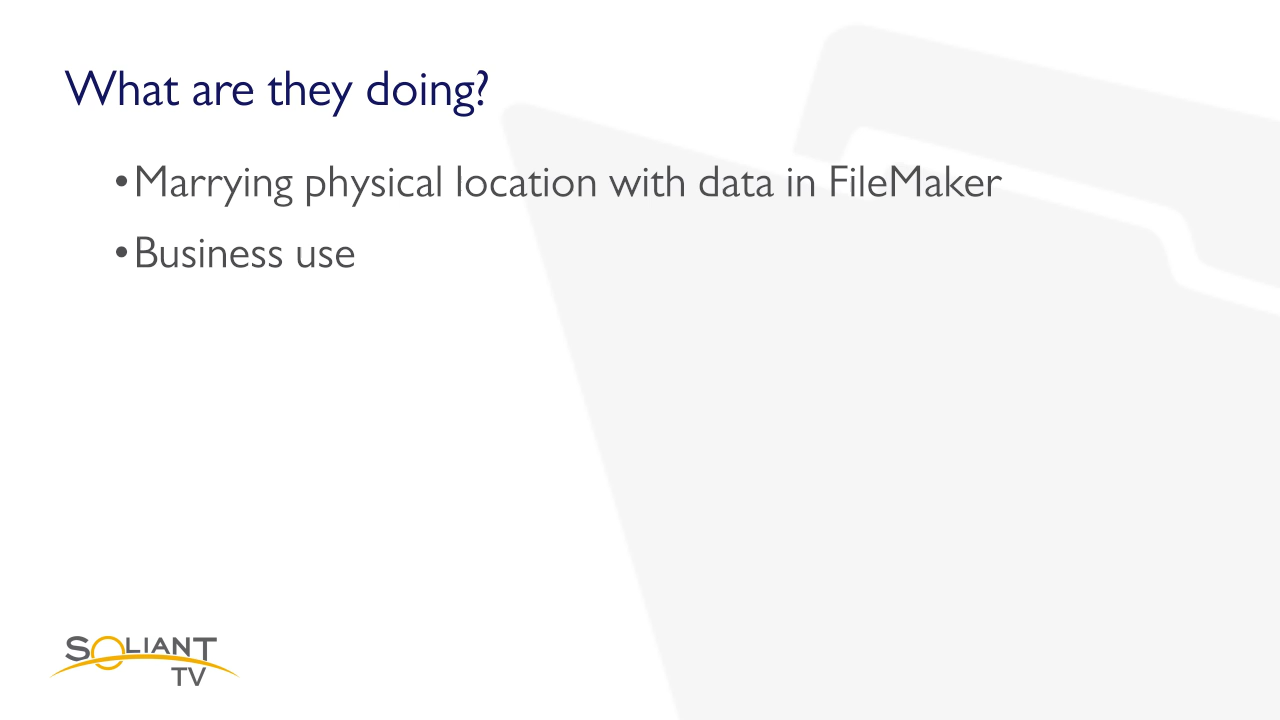 What are they doing?
•Marrying physical location with data in FileMaker
•Business use
SOLIANT
TV